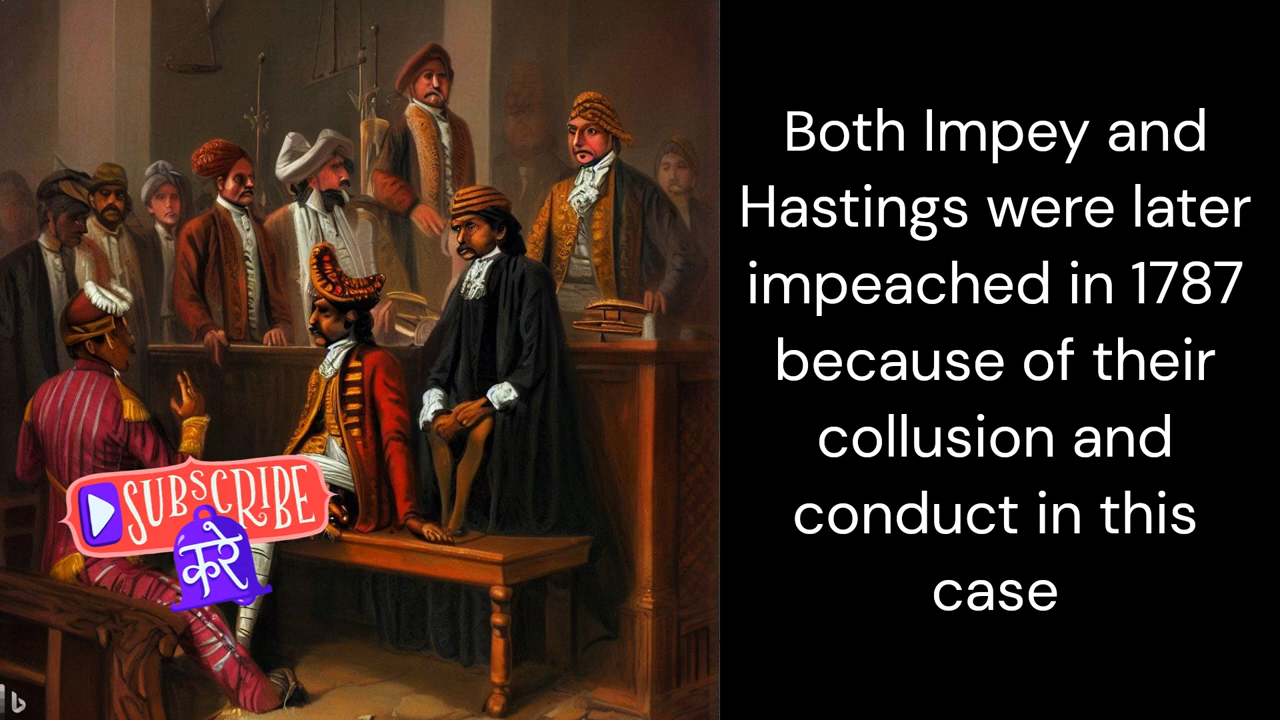 SUBSCRIBE
करे
Both Impey and
Hastings were later
impeached in 1787
because of their
collusion and
conduct in this
case
b